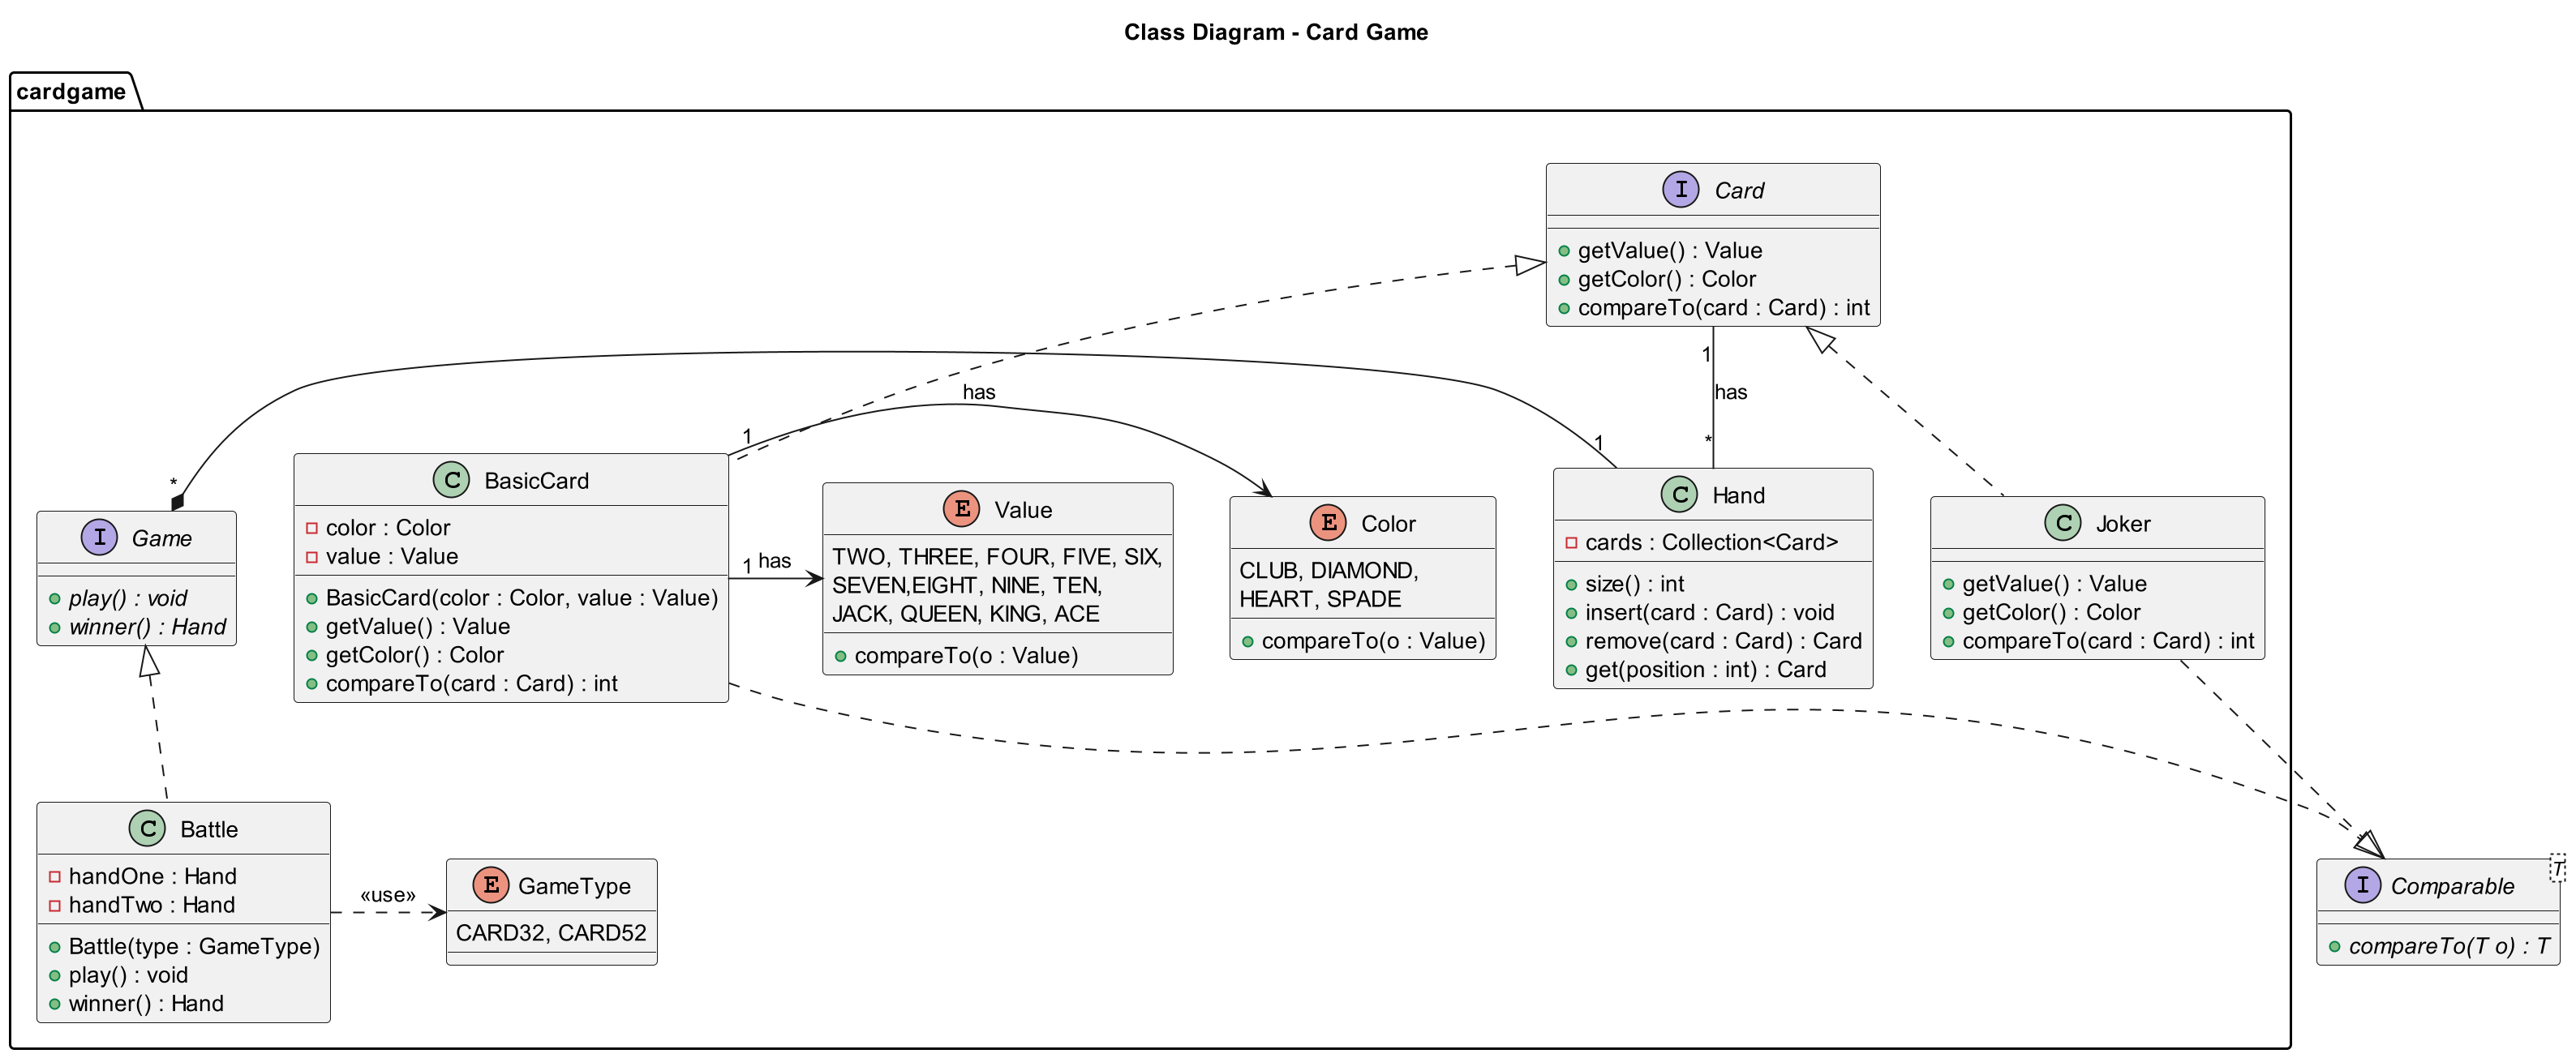 Class Diagram - Card Game
cardgame
I Card
getValue() : Value
getColor() : Color
compareTo(card : Card) : int
1
has
*
has
1
1
*
C BasicCard
color : Color
value : Value
BasicCard(color : Color, value : Value)
getValue() : Value
getColor() : Color
compareTo(card : Card) : int
1
has
E Value
TWO, THREE, FOUR, FIVE, SIX,
SEVEN,EIGHT, NINE, TEN,
JACK, QUEEN, KING, ACE
compareTo(o : Value)
E Color
CLUB, DIAMOND,
HEART, SPADE
compareTo(o : Value)
C Hand
cards : Collection<Card>
size() : int
insert(card : Card) : void
remove(card : Card) : Card
get(position : int) : Card
C Joker
getValue() : Value
getColor() : Color
compareTo(card : Card) : int
I Game
play() : void
winner() : Hand
C Battle
handOne : Hand
handTwo : Hand
Battle(type : GameType)
play() : void
winner() : Hand
«use»
E GameType
CARD32, CARD52
I Comparable
T
compareTo(T o) : T